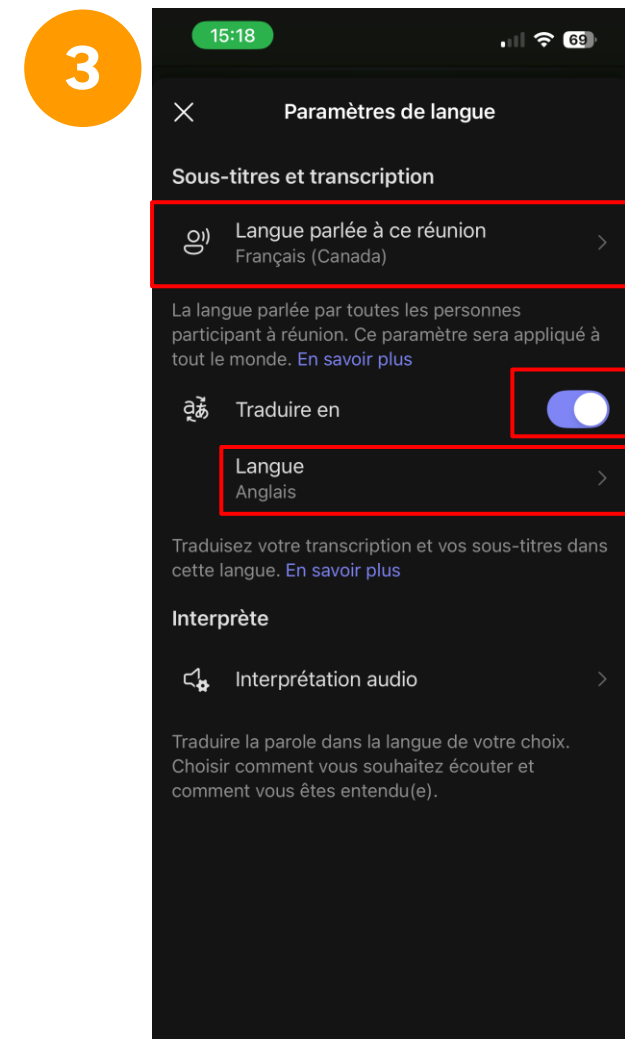 3
15:18
69
Paramètres de langue
Sous-titres et transcription
Langue parlée à ce réunion
Français (Canada)
La langue parlée par toutes les personnes
participant à réunion. Ce paramètre sera appliqué à
tout le monde. En savoir plus
Traduire en
Langue
Anglais
Traduisez votre transcription et vos sous-titres dans
cette langue. En savoir plus
Interprète
Interprétation audio
Traduire la parole dans la langue de votre choix.
Choisir comment vous souhaitez écouter et
comment vous êtes entendu(e).